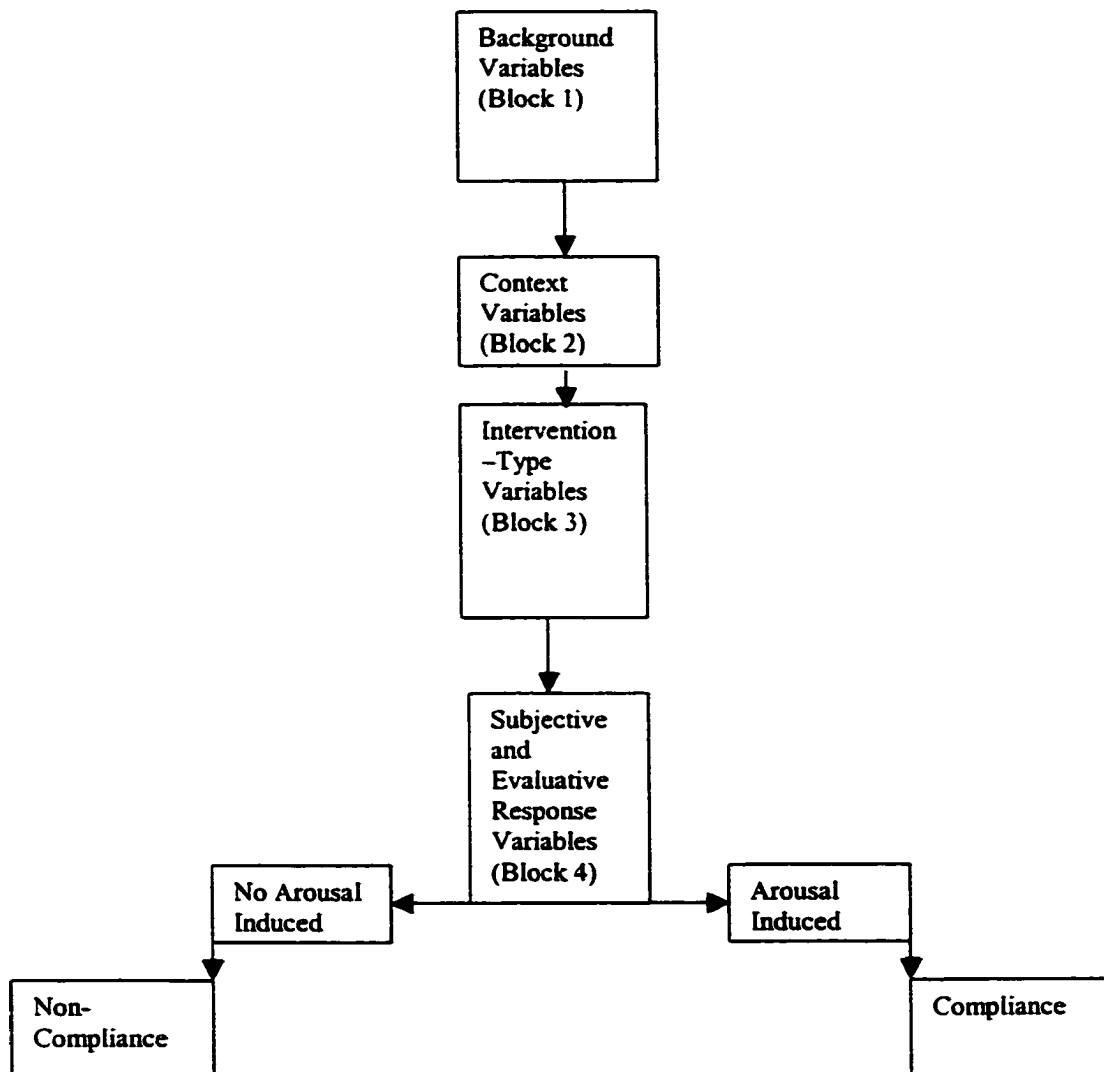 Background
Variables
(Block 1)
Context
Variables
(Block 2)
Intervention
–Type
Variables
(Block 3)
Subjective
and
Evaluative
Response
Variables
(Block 4)
No Arousal
Induced
Arousal
Induced
Non-
Compliance
Compliance